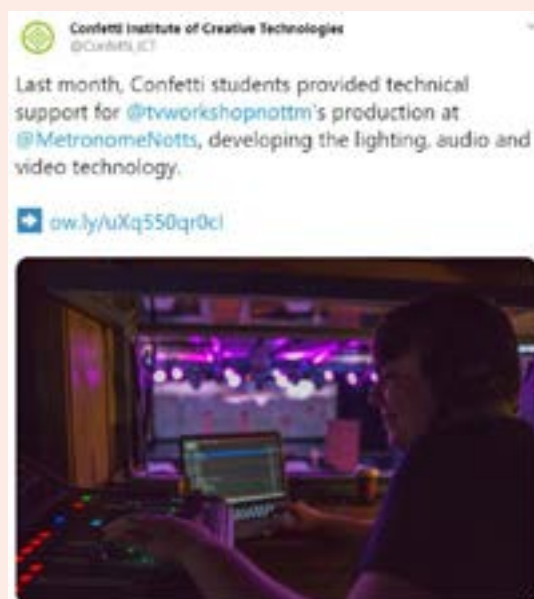 Confetti Institute of Creative Technologies
@Confetti_ICT
Last month, Confetti students provided technical
support for @tvworkshopnottm's production at
@MetronomeNotts, developing the lighting, audio and
video technology.
ow.ly/uXq550qr0cl